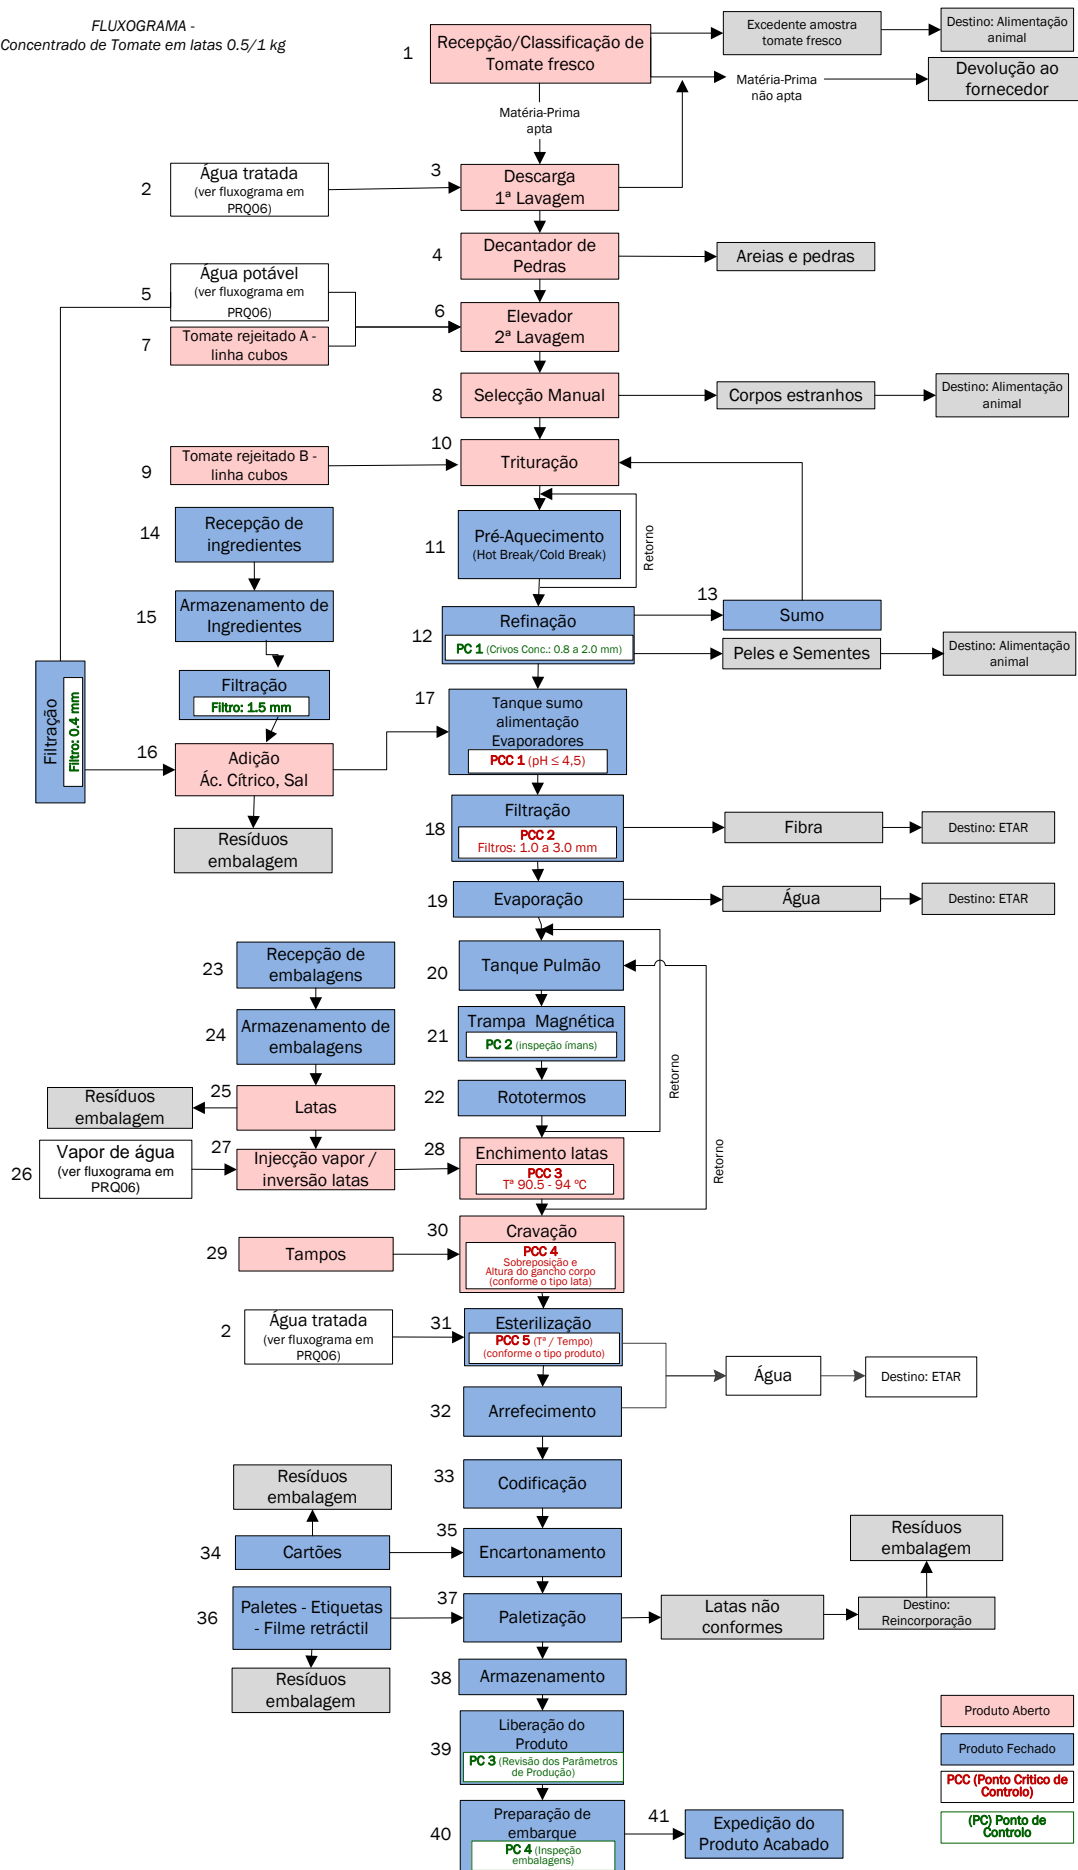 FLUXOGRAMA -
Concentrado de Tomate em latas 0.5/1 kg
1
Recepção/Classificação de
Tomate fresco
Excedente amostra
tomate fresco
Destino: Alimentação
animal
Matéria-Prima
não apta
Devolução ao
fornecedor
Matéria-Prima
apta
2
Água tratada
(ver fluxograma em
PRQ06)
3
Descarga
1ª Lavagem
4
Decantador de
Pedras
Areias e pedras
5
Água potável
(ver fluxograma em
PRQ06)
6
Elevador
2ª Lavagem
7
Tomate rejeitado A -
linha cubos
8
Selecção Manual
Corpos estranhos
Destino: Alimentação
animal
9
Tomate rejeitado B -
linha cubos
10
Trituração
14
Recepção de
ingredientes
11
Pré-Aquecimento
(Hot Break/Cold Break)
Retorno
15
Armazenamento de
Ingredientes
12
Refinação
PC 1 (Crivos Conc.: 0.8 a 2.0 mm)
13
Sumo
Peles e Sementes
Destino: Alimentação
animal
Filtração
Filtro: 0.4 mm
Filtração
Filtro: 1.5 mm
16
Adição
Ác. Cítrico, Sal
Resíduos
embalagem
17
Tanque sumo
alimentação
Evaporadores
PCC 1 (pH ≤ 4,5)
18
Filtração
PCC 2
Filtros: 1.0 a 3.0 mm
Fibra
Destino: ETAR
19
Evaporação
Água
Destino: ETAR
23
Recepção de
embalagens
20
Tanque Pulmão
24
Armazenamento de
embalagens
21
Trampa Magnética
PC 2 (inspeção ímans)
22
Rototermos
Retorno
Retorno
Resíduos
embalagem
25
Latas
26
Vapor de água
(ver fluxograma em
PRQ06)
27
Injecção vapor /
inversão latas
28
Enchimento latas
PCC 3
Tª 90.5 - 94 ºC
29
Tampos
30
Cravação
PCC 4
Sobreposição e
Altura do gancho corpo
(conforme o tipo lata)
2
Água tratada
(ver fluxograma em
PRQ06)
31
Esterilização
PCC 5 (Tª / Tempo)
(conforme o tipo produto)
Água
Destino: ETAR
32
Arrefecimento
33
Codificação
Resíduos
embalagem
34
Cartões
35
Encartonamento
Resíduos
embalagem
36
Paletes - Etiquetas
- Filme retráctil
37
Paletização
Latas não
conformes
Destino:
Reincorporação
Resíduos
embalagem
38
Armazenamento
39
Liberação do
Produto
PC 3 (Revisão dos Parâmetros
de Produção)
40
Preparação de
embarque
PC 4 (Inspeção
embalagens)
41
Expedição do
Produto Acabado
Produto Aberto
Produto Fechado
PCC (Ponto Critico de
Controlo)
(PC) Ponto de
Controlo